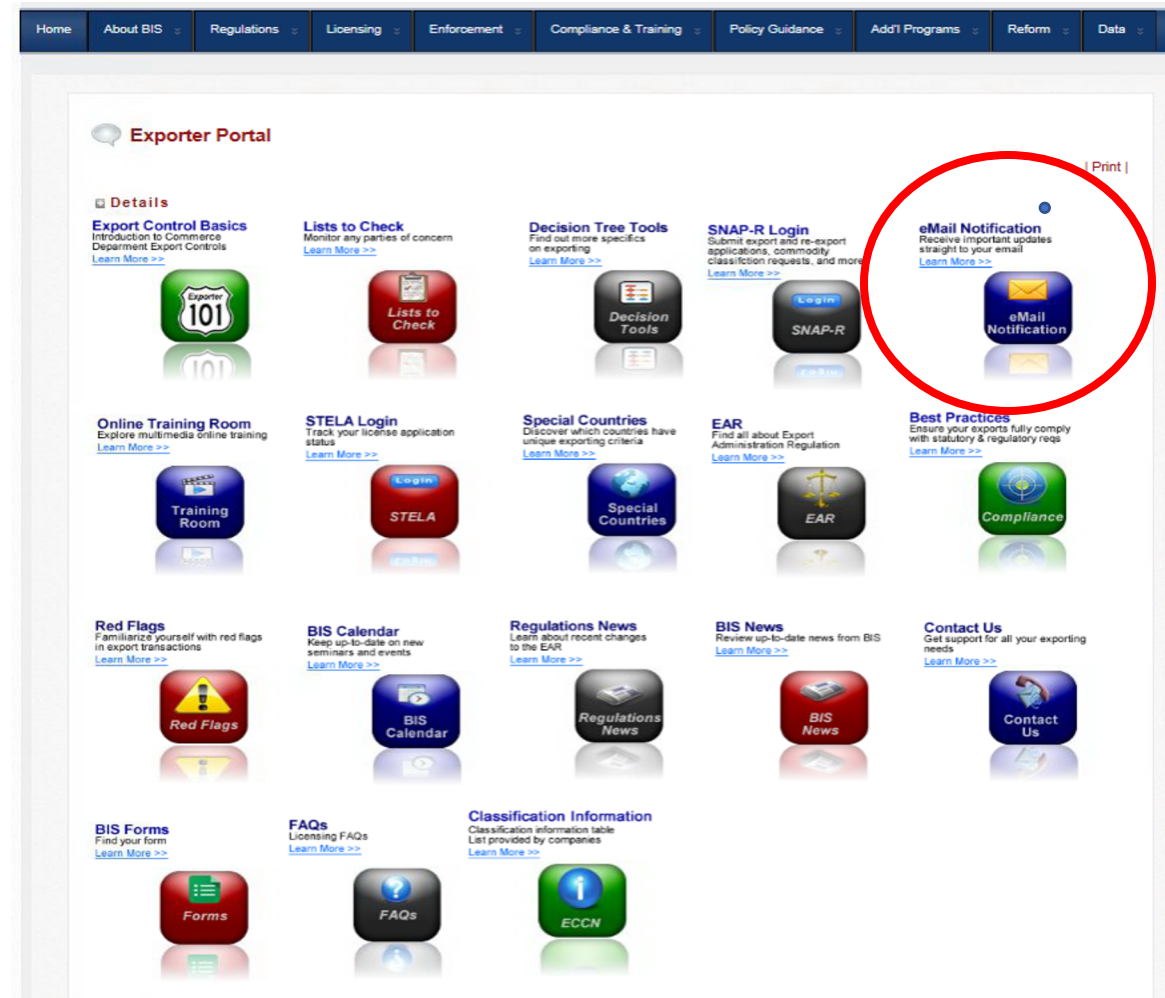 Home About BIS Regulations Licensing Enforcement Compliance & Training Policy Guidance Add'l Programs Reform Data
Exporter Portal
| Print |
Details
Export Control Basics
Introduction to Commerce
Deparment Export Controls
Learn More >>
Exporter
101
Lists to Check
Monitor any parties of concern
Learn More >>
Lists to
Check
Decision Tree Tools
Find out more specifics
on exporting
Learn More >>
Decision
Tools
SNAP-R Login
Submit export and re-export
applications, commodity
classifction requests, and more
Learn More >>
Login
SNAP-R
eMail Notification
Receive important updates
straight to your email
Learn More >>
eMail
Notification
Online Training Room
Explore multimedia online training
Learn More >>
Training
Room
STELA Login
Track your license application
status
Learn More >>
Login
STELA
Special Countries
Discover which countries have
unique exporting criteria
Learn More >>
Special
Countries
EAR
Find all about Export
Administration Regulation
Learn More >>
EAR
Best Practices
Ensure your exports fully comply
with statutory & regulatory reqs
Learn More >>
Compliance
Red Flags
Familiarize yourself with red flags
in export transactions
Learn More >>
Red Flags
BIS Calendar
Keep up-to-date on new
seminars and events
Learn More >>
BIS
Calendar
Regulations News
Learn about recent changes
to the EAR
Learn More >>
Regulations
News
BIS News
Review up-to-date news from BIS
Learn More >>
BIS
News
Contact Us
Get support for all your exporting
needs
Learn More >>
Contact
Us
BIS Forms
Find your form
Learn More >>
Forms
FAQs
Licensing FAQs
Learn More >>
FAQs
Classification Information
Classification information table
List provided by companies
Learn More >>
ECCN